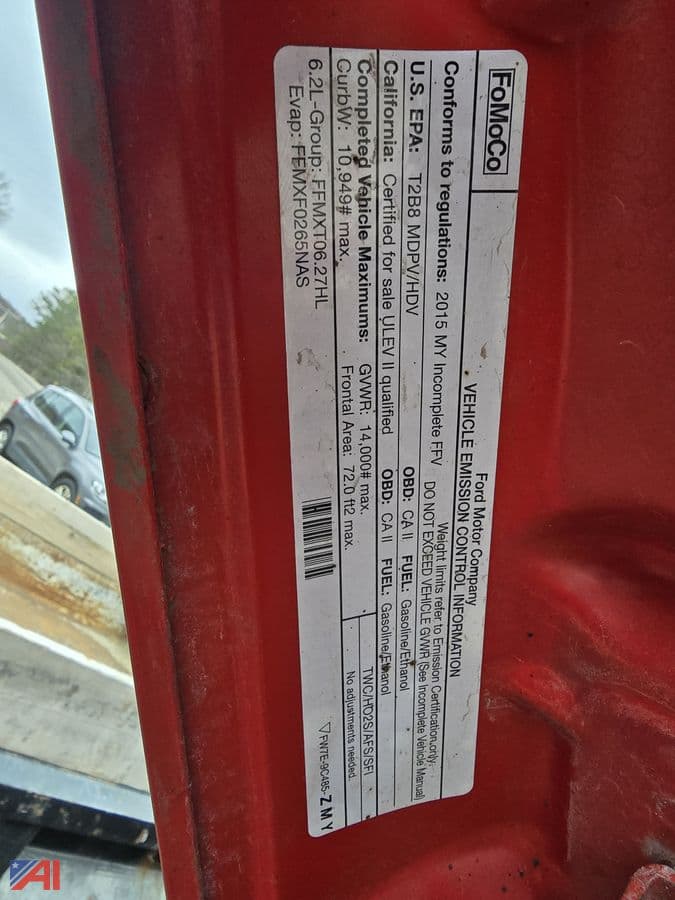 FoMoCo
Ford Motor Company
VEHICLE EMISSION CONTROL INFORMATION
Conforms to regulations: 2015 MY Incomplete FFV
Weight limits refer to Emission Certification only:
DO NOT EXCEED VEHICLE GVWR (See Incomplete Vehicle Manual)
U.S. EPA: T2B8 MDPV/HDV OBD: CA II FUEL: Gasoline/Ethanol
California: Certified for sale ULEV II qualified OBD: CA II FUEL: Gasoline/Ethanol
Completed Vehicle Maximums: GVWR: 14,000# max.
CurbW: 10,949# max. Frontal Area: 72.0 ft2 max.
TWC/HO2S/AFS/SFI
No adjustments needed.
6.2L-Group: FFMXT06.27HL
Evap: FFMXF0265NAS
FW7E-9C485-ZMY
AI